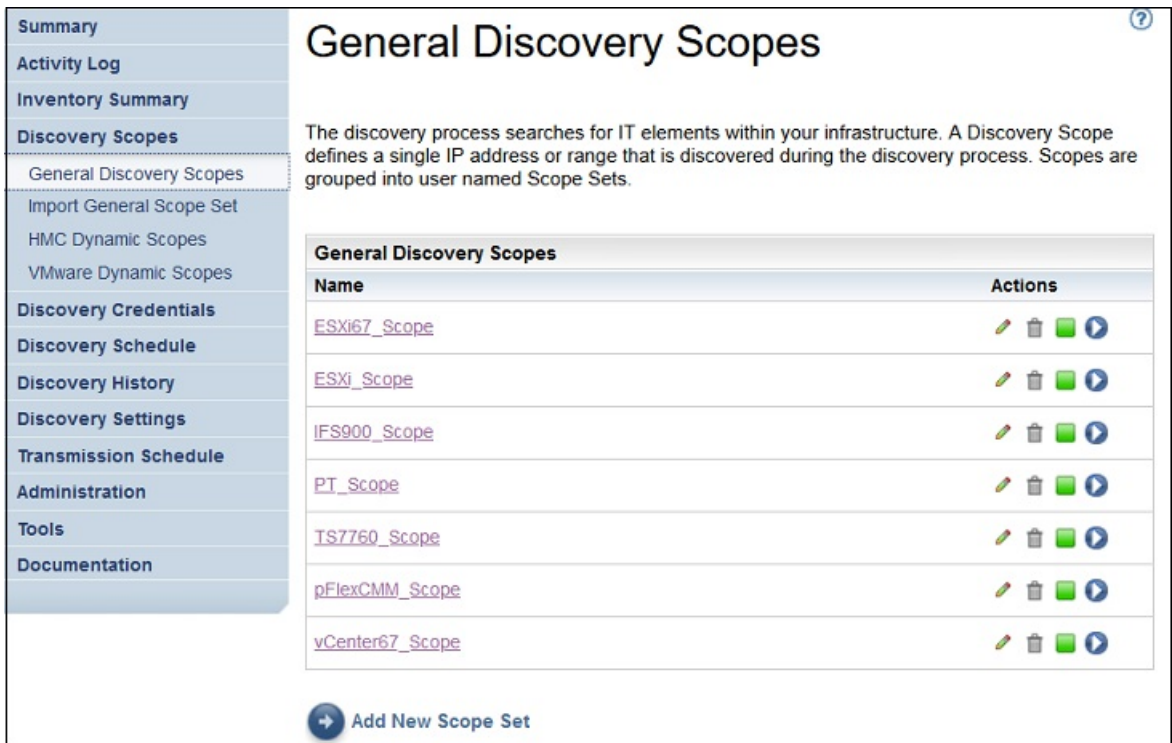 Summary
Activity Log
Inventory Summary
Discovery Scopes
General Discovery Scopes
Import General Scope Set
HMC Dynamic Scopes
VMware Dynamic Scopes
Discovery Credentials
Discovery Schedule
Discovery History
Discovery Settings
Transmission Schedule
Administration
Tools
Documentation
?
General Discovery Scopes
The discovery process searches for IT elements within your infrastructure. A Discovery Scope
defines a single IP address or range that is discovered during the discovery process. Scopes are
grouped into user named Scope Sets.
General Discovery Scopes
Name Actions
ESXi67_Scope
ESXi_Scope
IFS900_Scope
PT_Scope
TS7760_Scope
pFlexCMM_Scope
vCenter67_Scope
Add New Scope Set